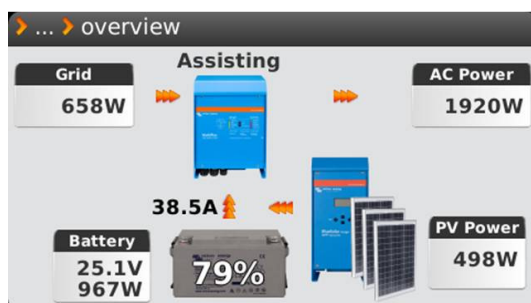 ... overview
Assisting
Grid
658W
AC Power
1920W
38.5A
Battery
25.1V
967W
79%
PV Power
498W